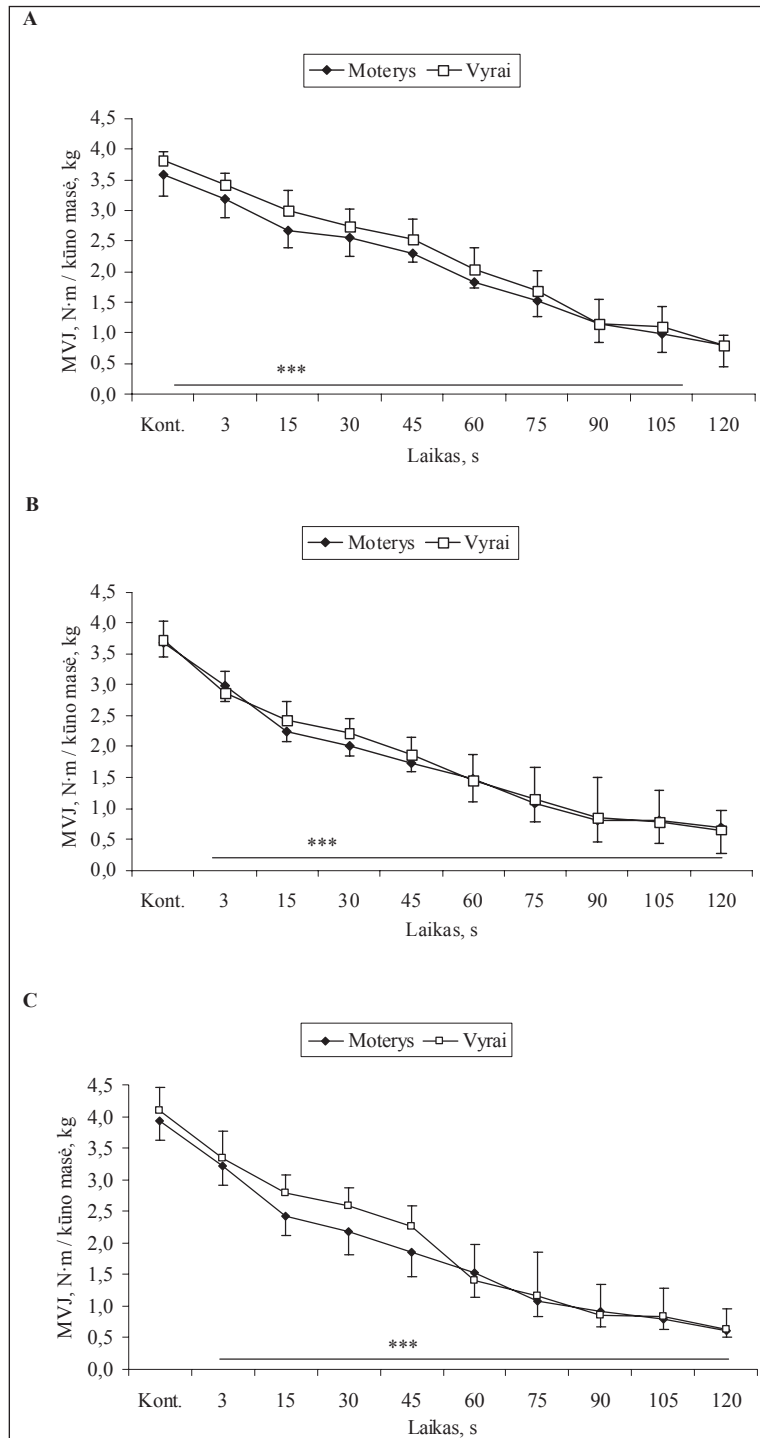 A
Moterys Vyrai
4,5
4,0
3,5
3,0
2,5
2,0
1,5
1,0
0,5
0,0
MVJ, N·m / kūno masė, kg
***
Kont. 3 15 30 45 60 75 90 105 120
Laikas, s
B
Moterys Vyrai
4,5
4,0
3,5
3,0
2,5
2,0
1,5
1,0
0,5
0,0
MVJ, N·m / kūno masė, kg
***
Kont. 3 15 30 45 60 75 90 105 120
Laikas, s
C
Moterys Vyrai
4,5
4,0
3,5
3,0
2,5
2,0
1,5
1,0
0,5
0,0
MVJ, N·m / kūno masė, kg
***
Kont. 3 15 30 45 60 75 90 105 120
Laikas, s